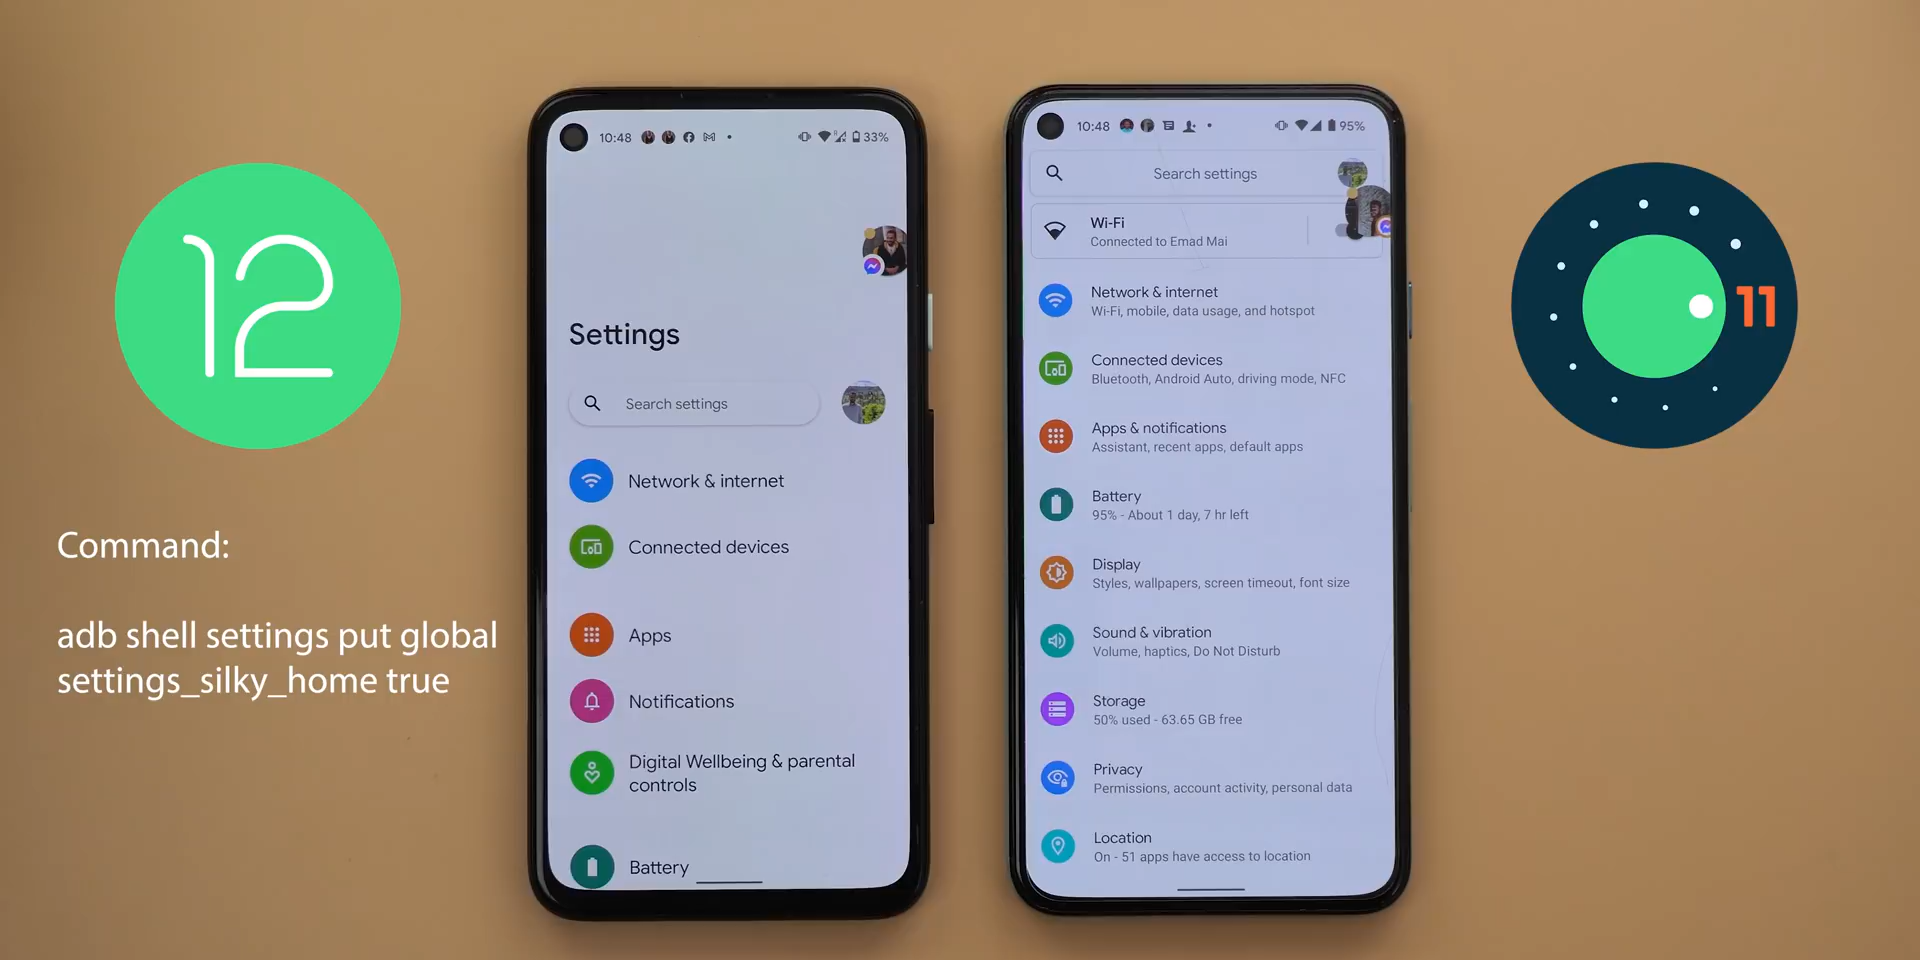 12
Command:
adb shell settings put global
settings_silky_home true
10:48
33%
Settings
Search settings
Network & internet
Connected devices
Apps
Notifications
Digital Wellbeing & parental
controls
Battery
10:48
95%
Search settings
Wi-Fi
Connected to Emad Mai
Network & internet
Wi-Fi, mobile, data usage, and hotspot
Connected devices
Bluetooth, Android Auto, driving mode, NFC
Apps & notifications
Assistant, recent apps, default apps
Battery
95% - About 1 day, 7 hr left
Display
Styles, wallpapers, screen timeout, font size
Sound & vibration
Volume, haptics, Do Not Disturb
Storage
50% used - 63.65 GB free
Privacy
Permissions, account activity, personal data
Location
On - 51 apps have access to location
11